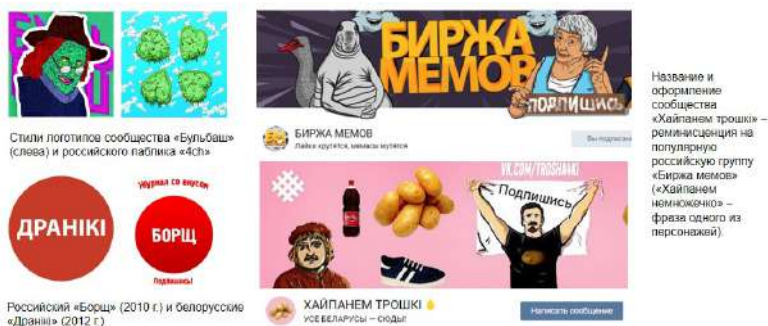 БИРЖА
МЕМОВ
ПОДПИШИСЬ
БИРЖА МЕМОВ
Лайки крутятся, мемасы мутятся
Вы подписаны
Стили логотипов сообщества «Бульбаш»
(слева) и российского паблика «4ch»
Журнал со вкусом
ДРАНІКІ
БОРЩ
Подпишись!
Российский «Борщ» (2010 г.) и белорусские
«Дранікі» (2012 г.)
VK.COM/TROSHAKI
Подпишись
ХАЙПАНЕМ ТРОШКІ
УСЕ БЕЛАРУСЫ — СЮДЫ!
Написать сообщение
Название и
оформление
сообщества
«Хайпанем трошкі» –
реминисценция на
популярную
российскую группу
«Биржа мемов»
(«Хайпанем
немножечко» –
фраза одного из
персонажей).